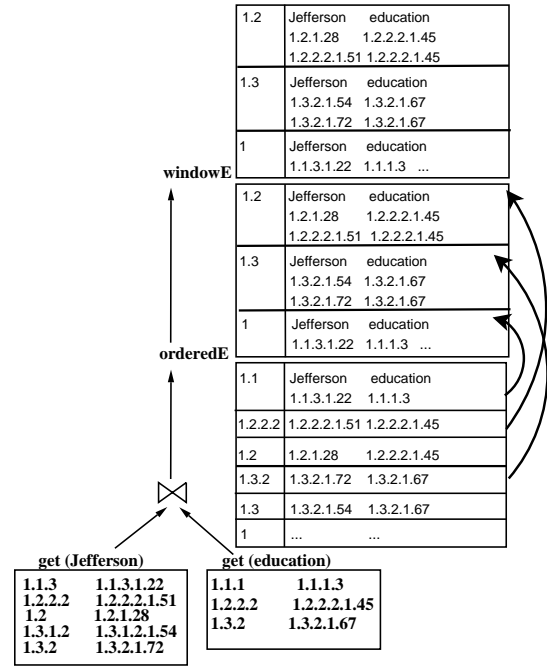 1.2 Jefferson education
1.2.1.28 1.2.2.2.1.45
1.2.2.2.1.51 1.2.2.2.1.45
1.3 Jefferson education
1.3.2.1.54 1.3.2.1.67
1.3.2.1.72 1.3.2.1.67
1 Jefferson education
1.1.3.1.22 1.1.1.3 ...
windowE
1.2 Jefferson education
1.2.1.28 1.2.2.2.1.45
1.2.2.2.1.51 1.2.2.2.1.45
1.3 Jefferson education
1.3.2.1.54 1.3.2.1.67
1.3.2.1.72 1.3.2.1.67
1 Jefferson education
1.1.3.1.22 1.1.1.3 ...
orderedE
1.1 Jefferson education
1.1.3.1.22 1.1.1.3
1.2.2.2 1.2.2.2.1.51 1.2.2.2.1.45
1.2 1.2.1.28 1.2.2.2.1.45
1.3.2 1.3.2.1.72 1.3.2.1.67
1.3 1.3.2.1.54 1.3.2.1.67
1 ... ...
get (Jefferson)
1.1.3 1.1.3.1.22
1.2.2.2 1.2.2.2.1.51
1.2 1.2.1.28
1.3.1.2 1.3.1.2.1.54
1.3.2 1.3.2.1.72
get (education)
1.1.1 1.1.1.3
1.2.2.2 1.2.2.2.1.45
1.3.2 1.3.2.1.67